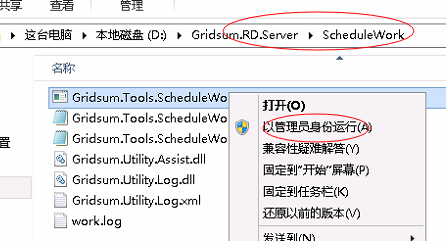 共享 查看 管理
这台电脑 本地磁盘 (D:) Gridsum.RD.Server ScheduleWork
名称
Gridsum.Tools.ScheduleWo
打开(O)
Gridsum.Tools.ScheduleWo
以管理员身份运行(A)
Gridsum.Tools.ScheduleWo
兼容性疑难解答(Y)
置
Gridsum.Utility.Assist.dll
固定到"开始"屏幕(P)
Gridsum.Utility.Log.dll
固定到任务栏(K)
Gridsum.Utility.Log.xml
还原以前的版本(V)
work.log
发送到(N)